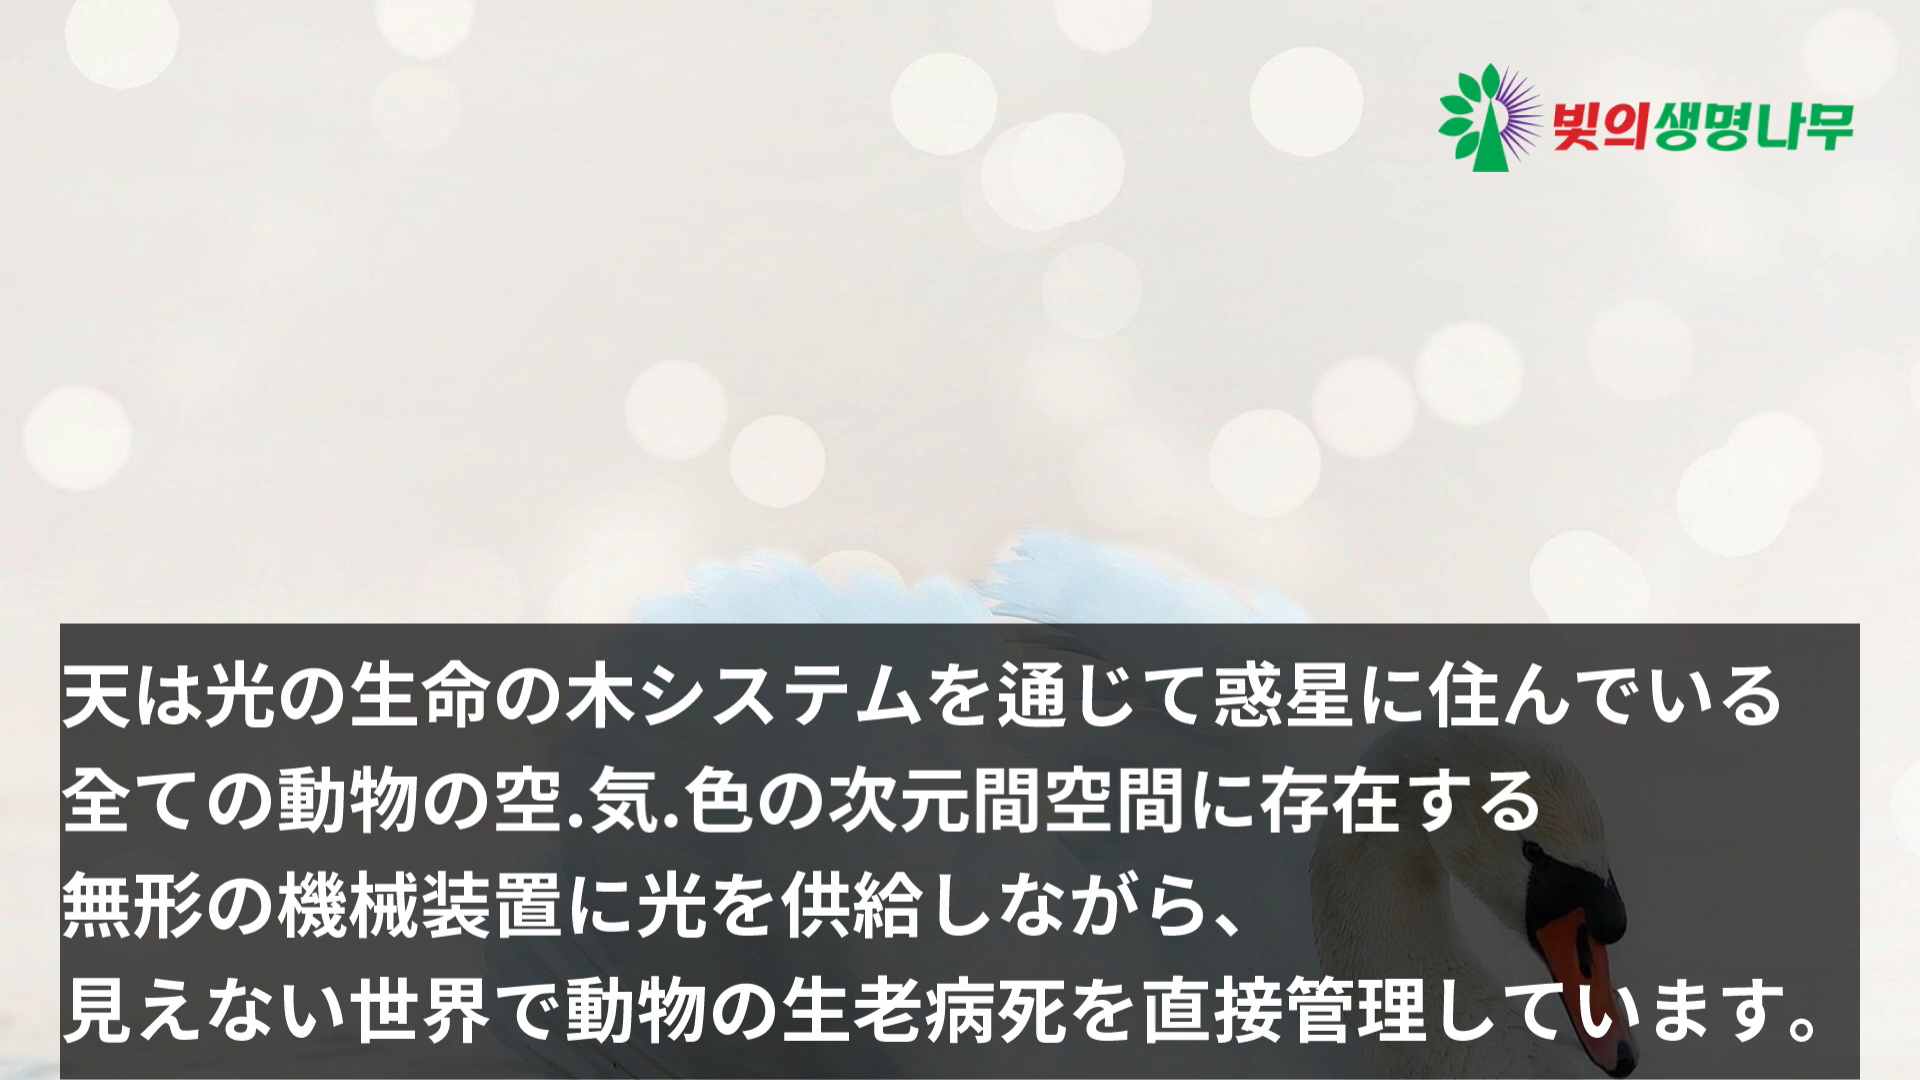 빛의생명나무
天は光の生命の木システムを通じて惑星に住んでいる
全ての動物の空.気.色の次元間空間に存在する
無形の機械装置に光を供給しながら、
見えない世界で動物の生老病死を直接管理しています。